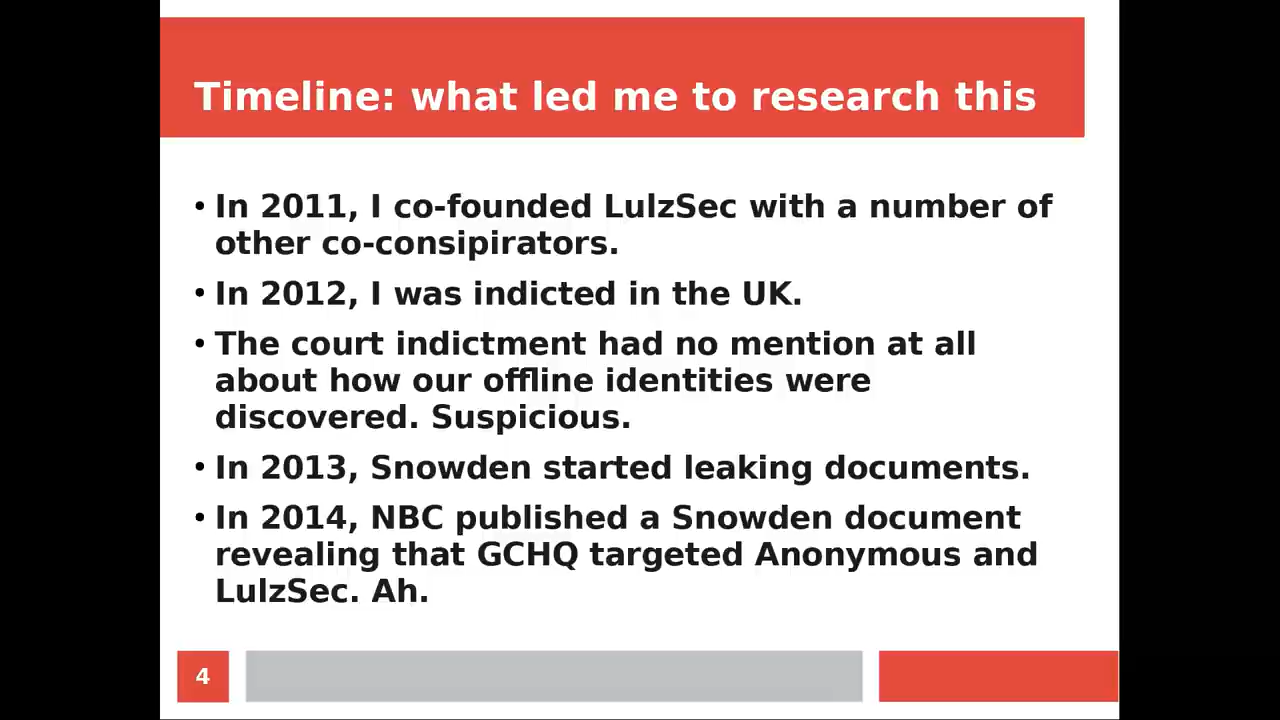 Timeline: what led me to research this
• In 2011, I co-founded LulzSec with a number of
other co-consipirators.
• In 2012, I was indicted in the UK.
• The court indictment had no mention at all
about how our offline identities were
discovered. Suspicious.
• In 2013, Snowden started leaking documents.
• In 2014, NBC published a Snowden document
revealing that GCHQ targeted Anonymous and
LulzSec. Ah.
4